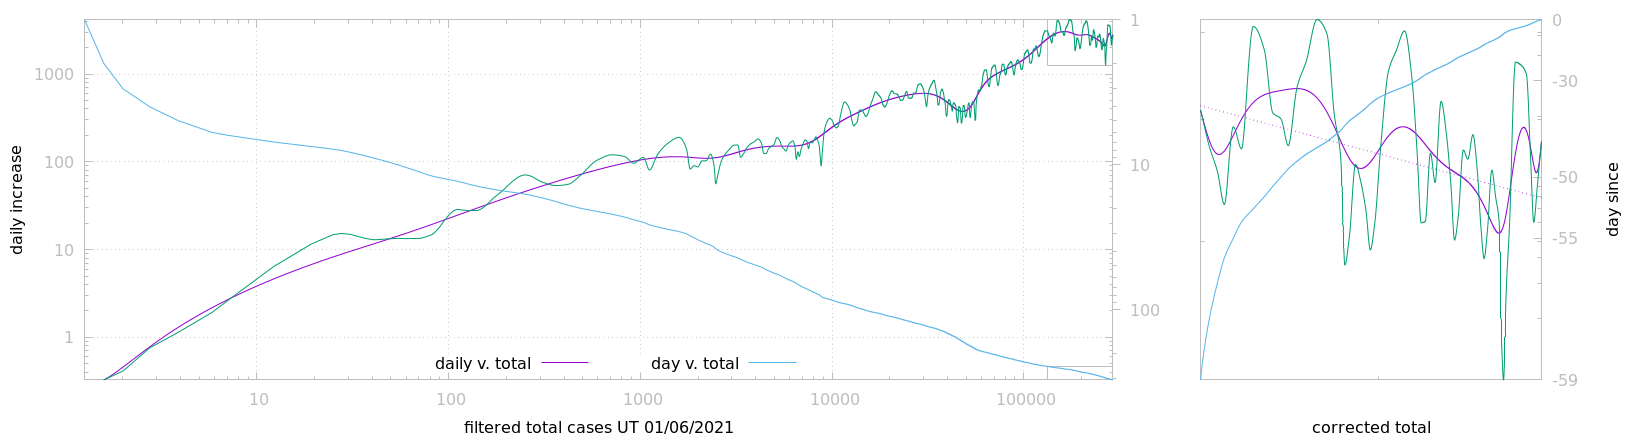 daily increase
1000
100
10
1
daily v. total
day v. total
10
100
1000
10000
100000
filtered total cases UT 01/06/2021
1
10
100
0
-30
-50
-55
-59
day since
corrected total